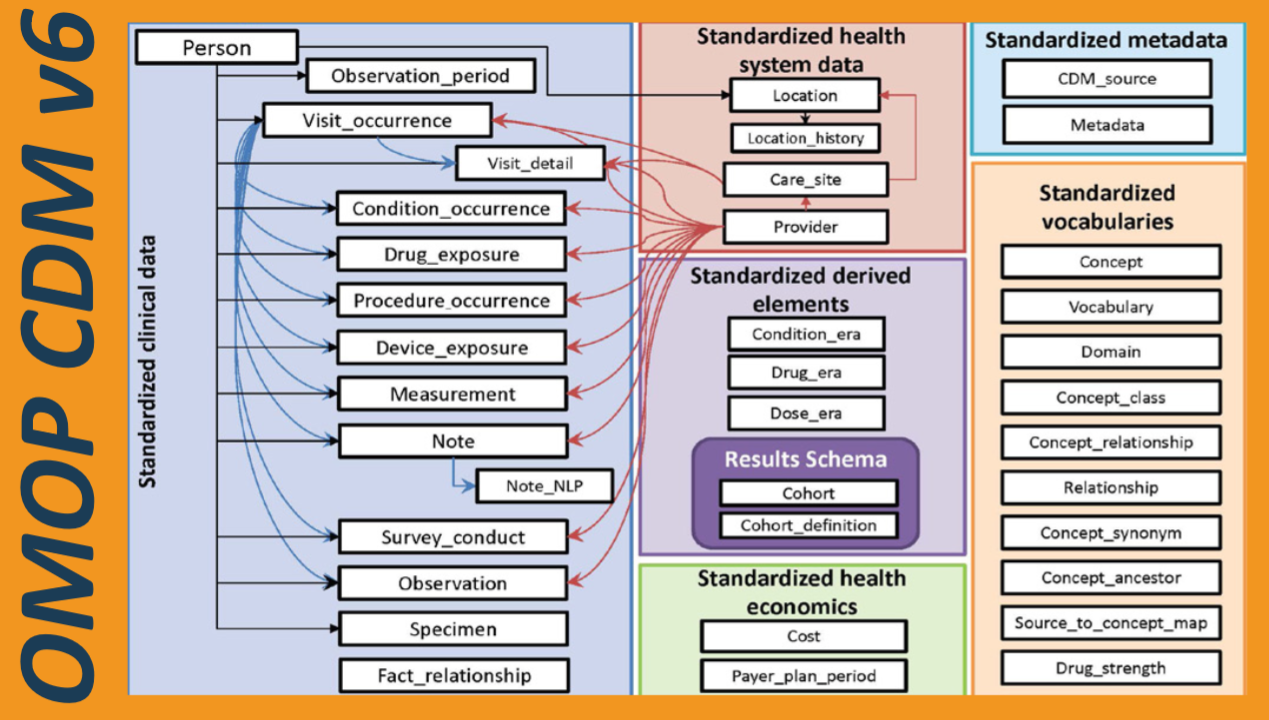 OMOP CDM v6
Standardized clinical data
Person
Observation_period
Visit_occurrence
Visit_detail
Condition_occurrence
Drug_exposure
Procedure_occurrence
Device_exposure
Measurement
Note
Note_NLP
Survey_conduct
Observation
Specimen
Fact_relationship
Standardized health
system data
Location
Location_history
Care_site
Provider
Standardized derived
elements
Condition_era
Drug_era
Dose_era
Results Schema
Cohort
Cohort_definition
Standardized health
economics
Cost
Payer_plan_period
Standardized metadata
CDM_source
Metadata
Standardized
vocabularies
Concept
Vocabulary
Domain
Concept_class
Concept_relationship
Relationship
Concept_synonym
Concept_ancestor
Source_to_concept_map
Drug_strength